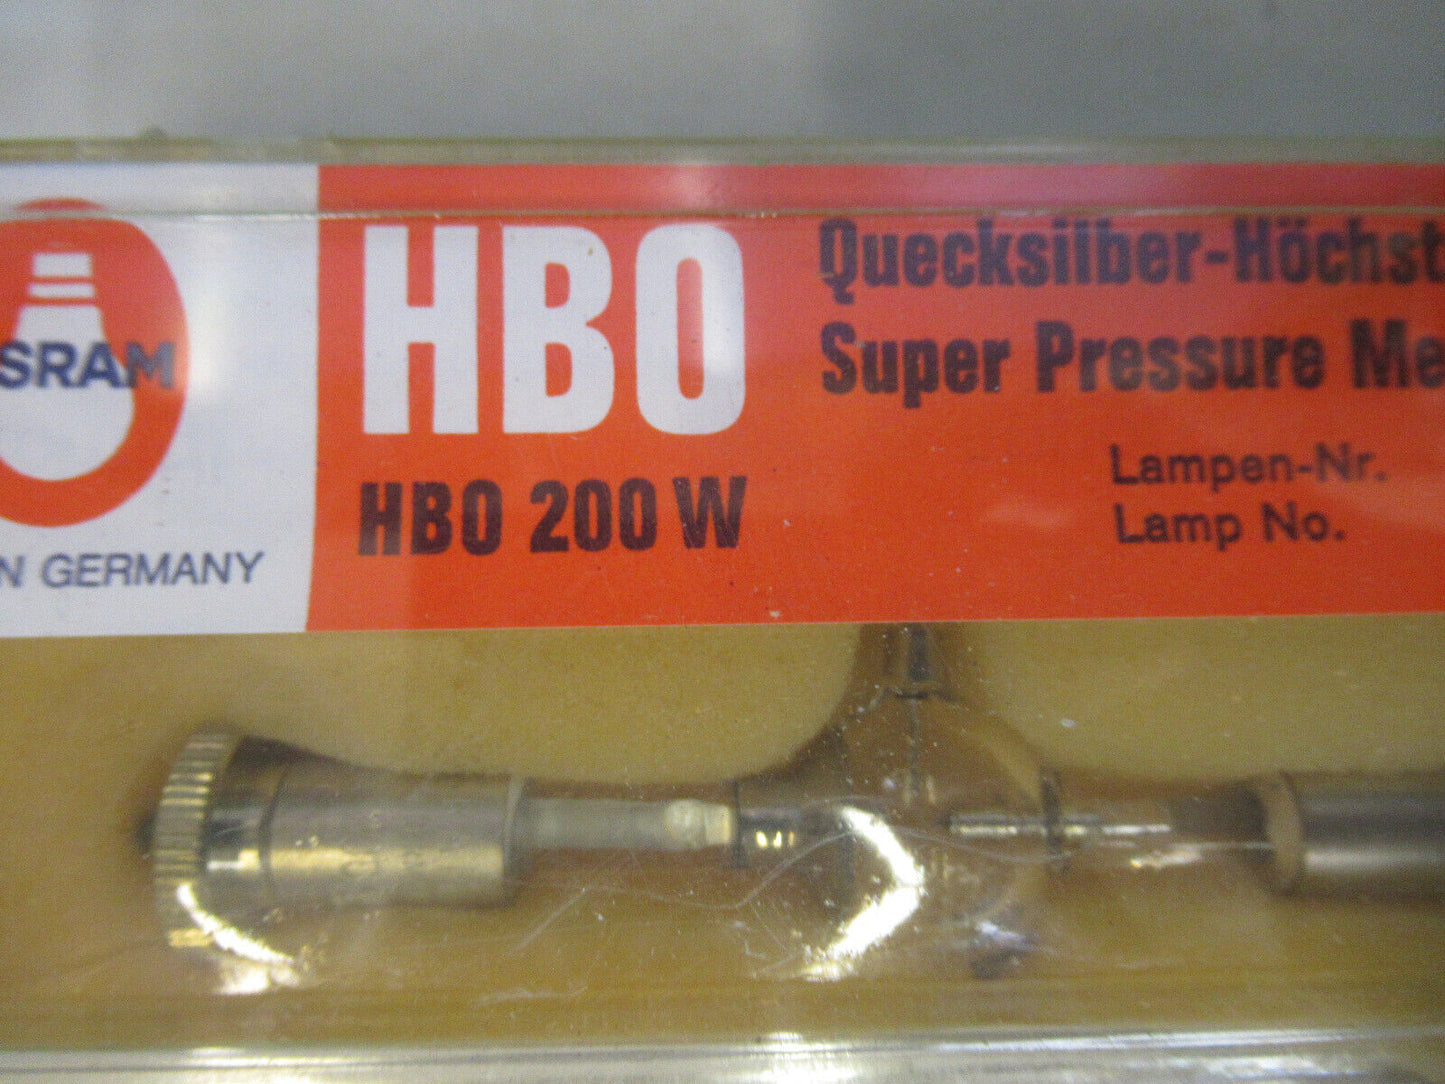 SRAM
N GERMANY
HBO
HBO 200 W
Quecksilber-Höchst
Super Pressure Me
Lampen-Nr.
Lamp No.